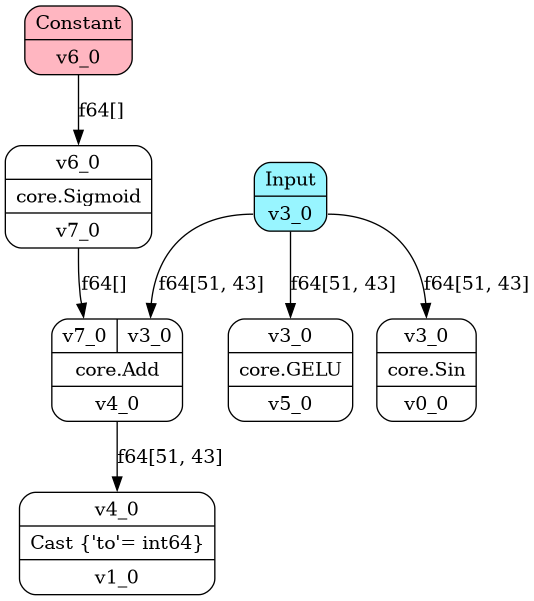 Constant
v6_0
f64[]
v6_0
core.Sigmoid
v7_0
Input
v3_0
f64[]
f64[51, 43]
f64[51, 43]
f64[51, 43]
v7_0 v3_0
core.Add
v4_0
v3_0
core.GELU
v5_0
v3_0
core.Sin
v0_0
f64[51, 43]
v4_0
Cast {'to'= int64}
v1_0